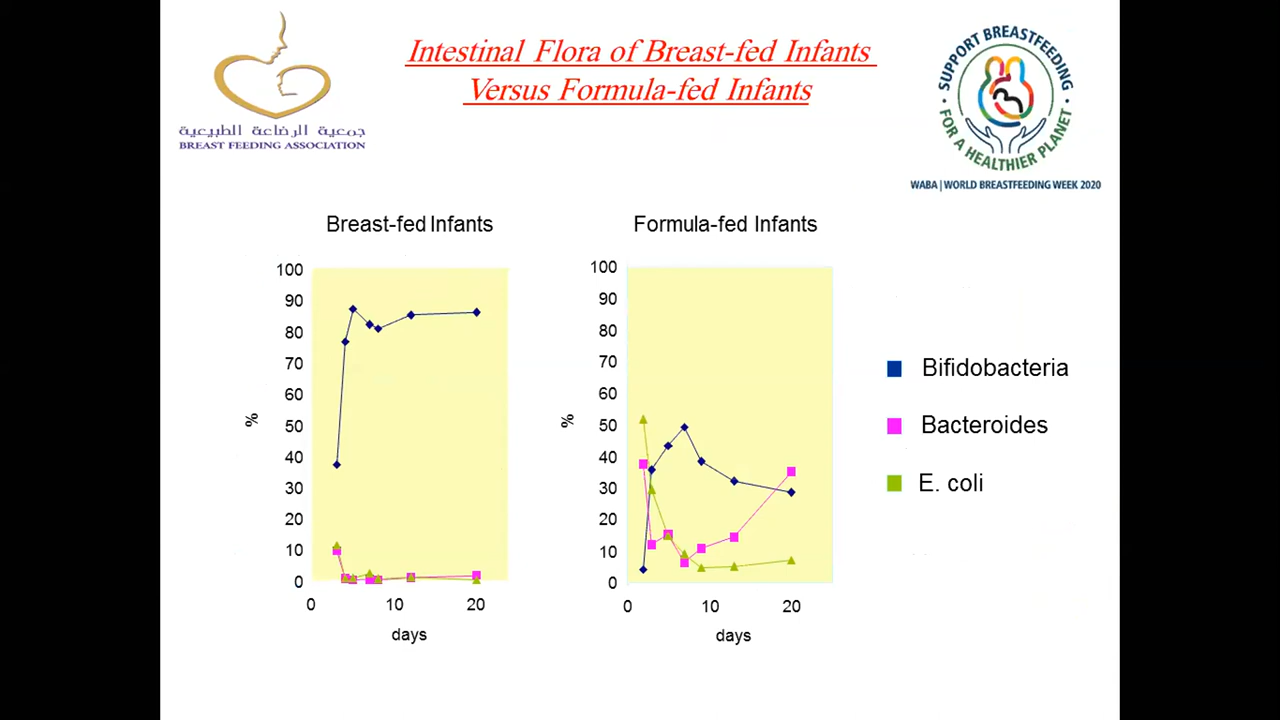 جمعية الرضاعة الطبيعية
BREAST FEEDING ASSOCIATION
Intestinal Flora of Breast-fed Infants
Versus Formula-fed Infants
SUPPORT BREASTFEEDING
FOR A HEALTHIER PLANET
WABA | WORLD BREASTFEEDING WEEK 2020
Breast-fed Infants
100
90
80
70
60
50
40
30
20
10
0
%
0 10 20
days
Formula-fed Infants
100
90
80
70
60
50
40
30
20
10
0
%
0 10 20
days
Bifidobacteria
Bacteroides
E. coli